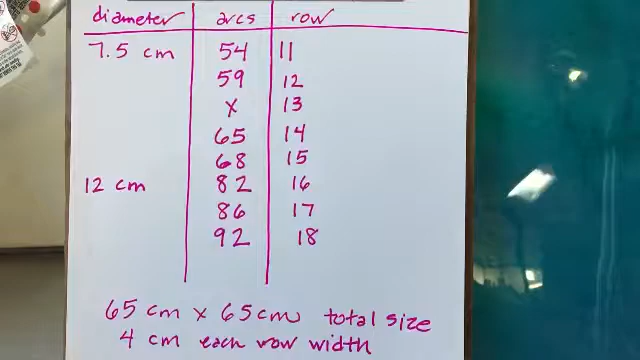 diameter arcs row
7.5 cm 54 11
59 12
x 13
65 14
68 15
12 cm 82 16
86 17
92 18
65 cm x 65 cm total size
4 cm each row width